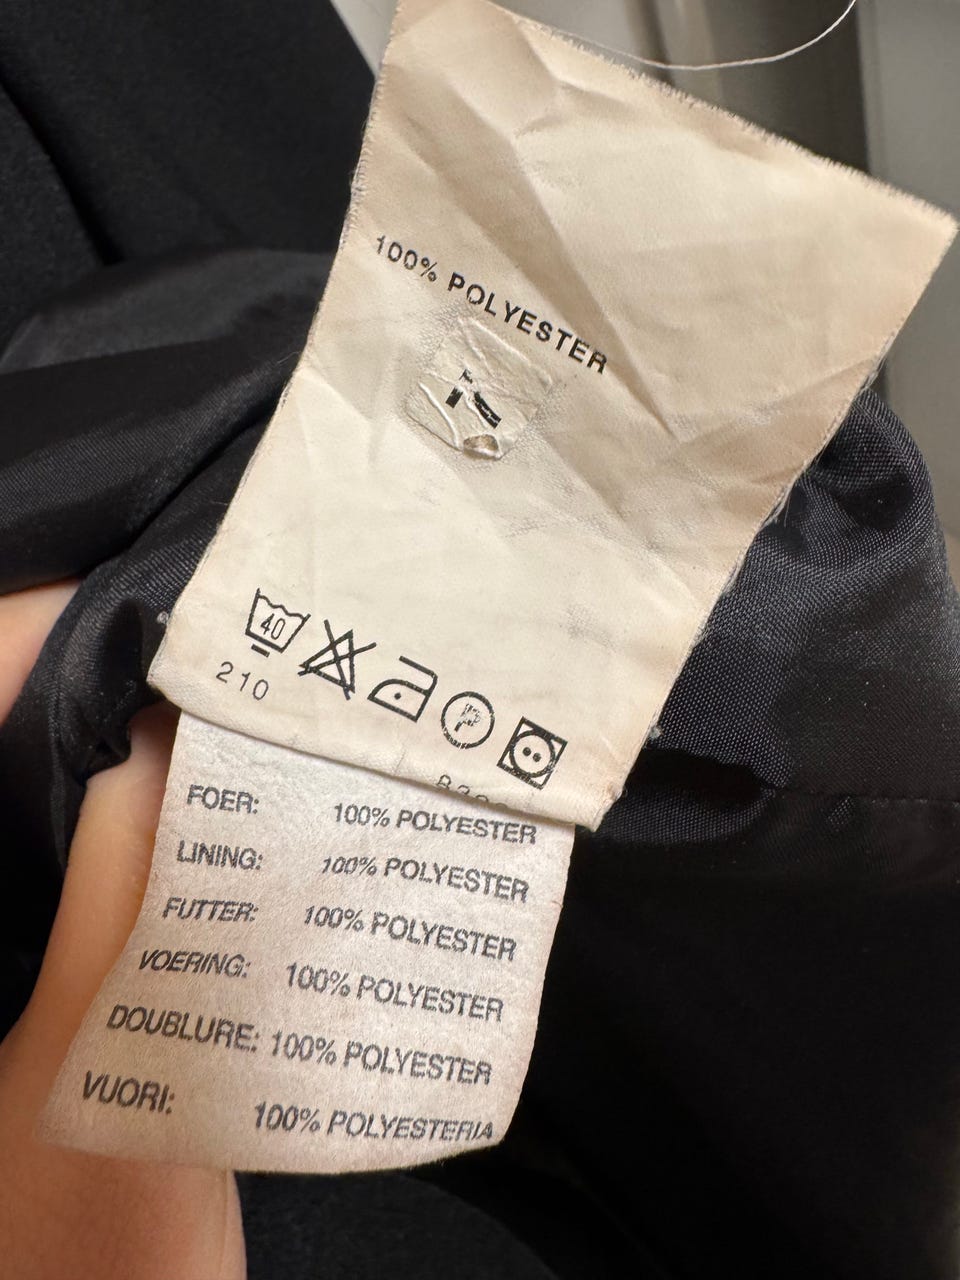 100% POLYESTER
40
P
210
FOER: 100% POLYESTER
LINING: 100% POLYESTER
FUTTER: 100% POLYESTER
VOERING: 100% POLYESTER
DOUBLURE: 100% POLYESTER
VUORI: 100% POLYESTERIA